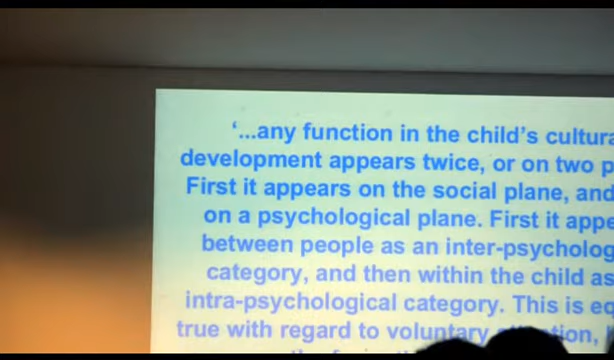 ‘...any function in the child’s cultura
development appears twice, or on two p
First it appears on the social plane, and
on a psychological plane. First it appe
between people as an inter-psycholog
category, and then within the child as
intra-psychological category. This is eq
true with regard to voluntary